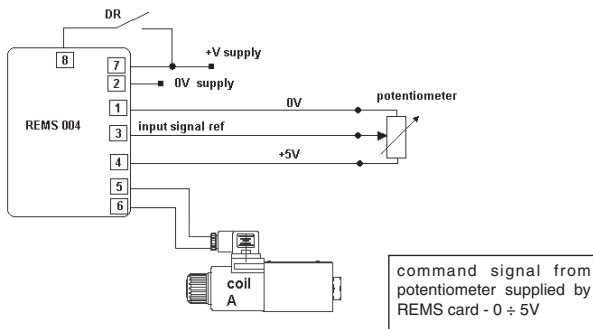 DR
8
+V supply
7
0V supply
2
1
0V
potentiometer
REMS 004
3
input signal ref
4
+5V
5
6
coil
A
command signal from
potentiometer supplied by
REMS card - 0 ÷ 5V